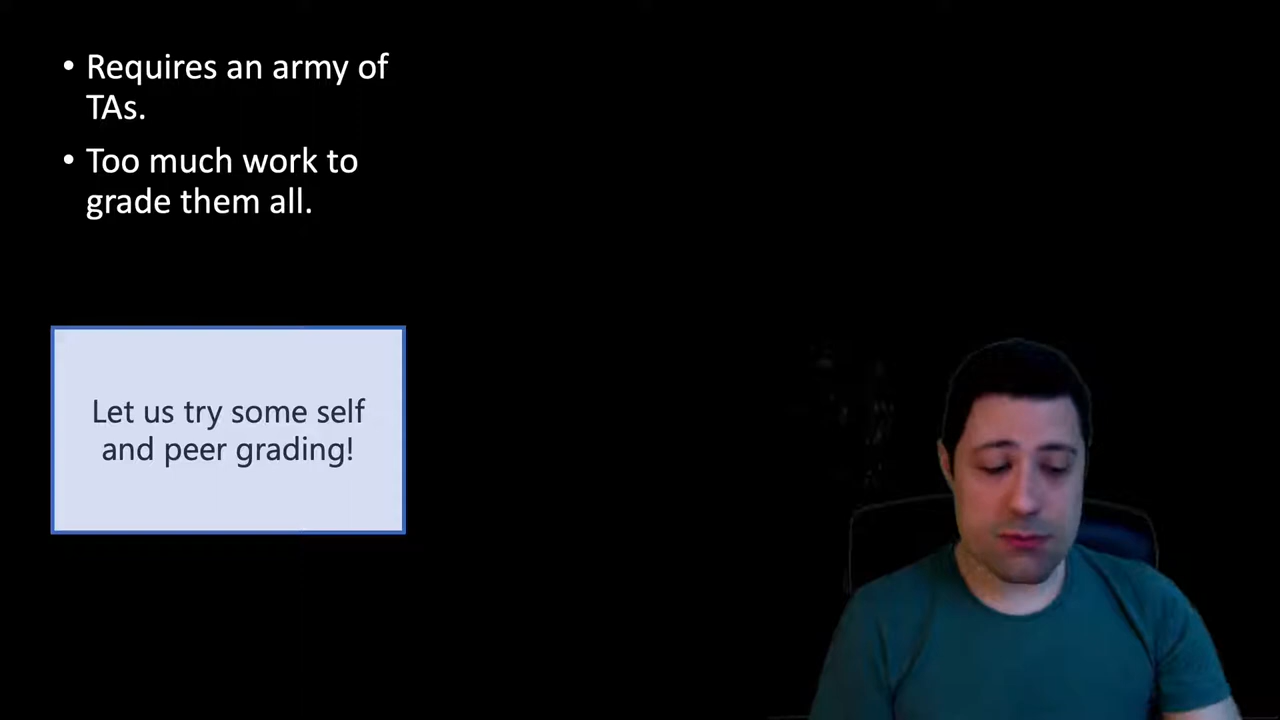 • Requires an army of
TAs.
• Too much work to
grade them all.
Let us try some self
and peer grading!